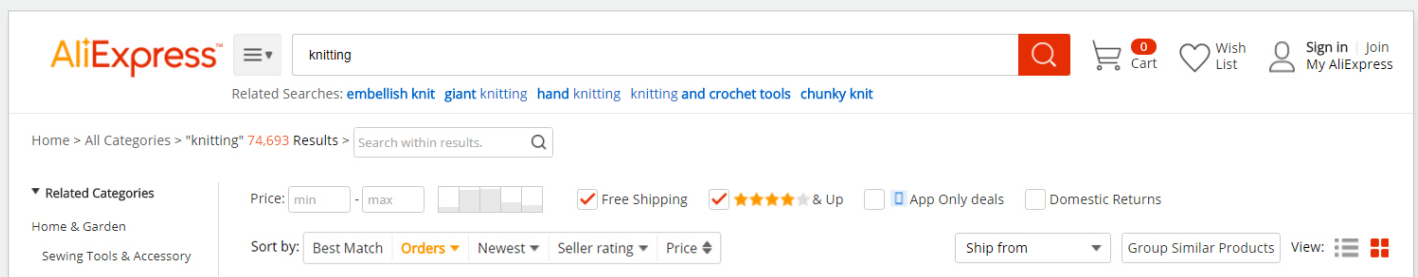 AliExpress™
knitting
0
Cart
Wish
List
Sign in | Join
My AliExpress
Related Searches: embellish knit giant knitting hand knitting knitting and crochet tools chunky knit
Home > All Categories > "knitting" 74,693 Results > Search within results.
Related Categories
Home & Garden
Sewing Tools & Accessory
Price: min - max Free Shipping & Up App Only deals Domestic Returns
Sort by: Best Match Orders Newest Seller rating Price Ship from Group Similar Products View: